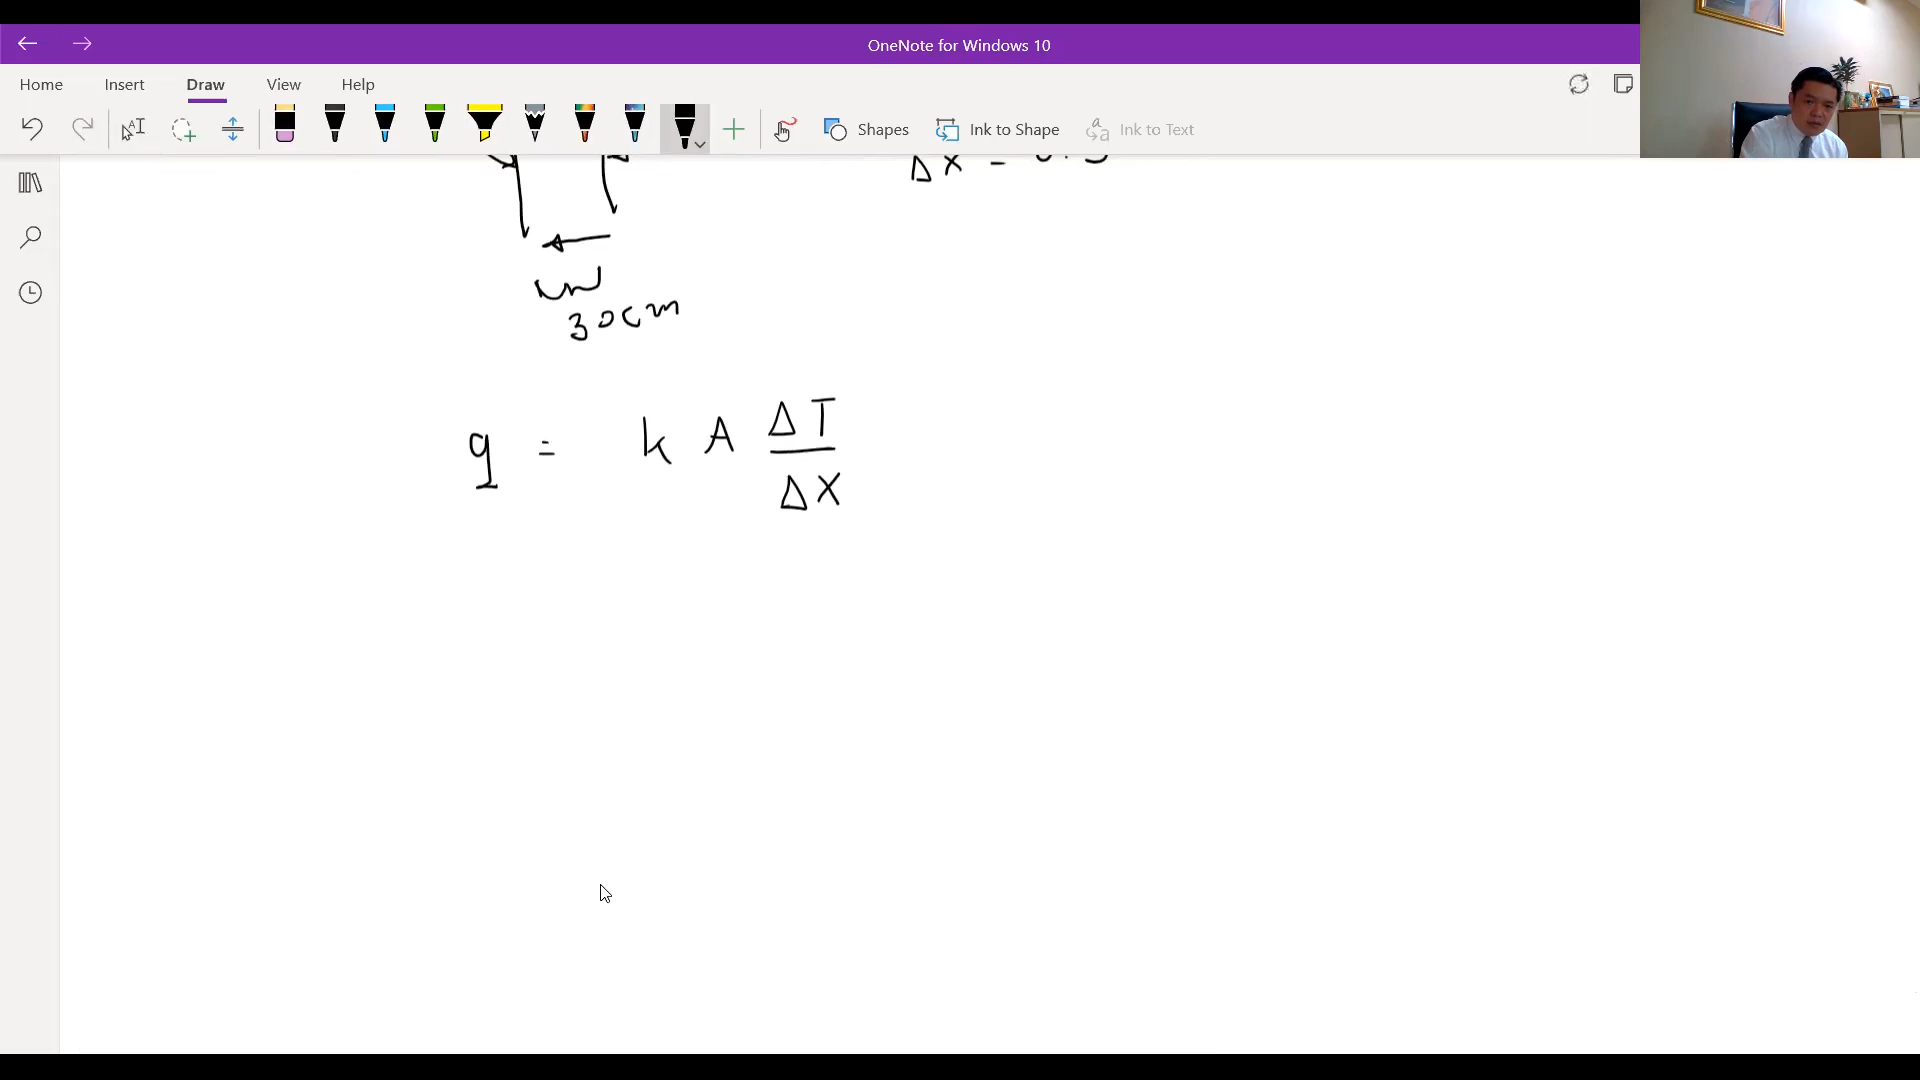 OneNote for Windows 10
Home Insert Draw View Help
Shapes Ink to Shape Ink to Text
Δx =
30cm
q = k A ΔT
ΔX